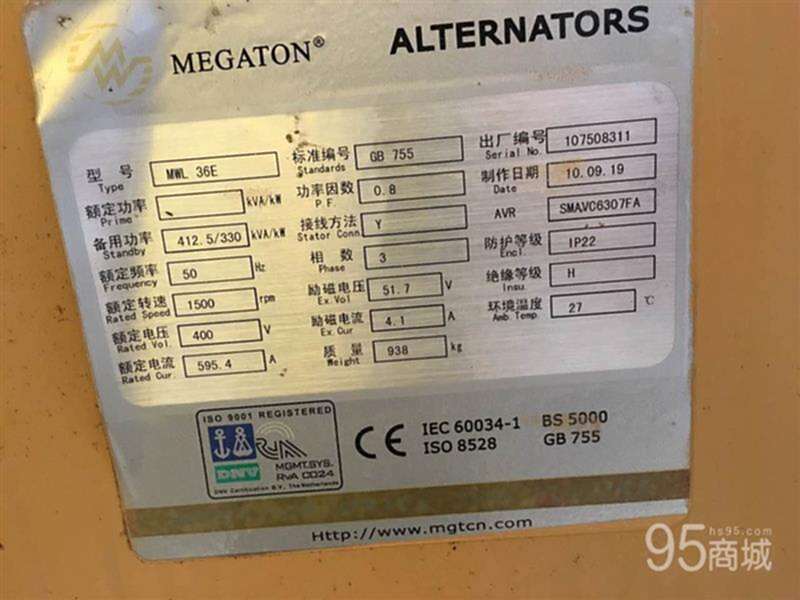 MEGATON® ALTERNATORS
型号 Type MWL 36E
额定功率 Prime kVA/kW
备用功率 Standby 412.5/330 kVA/kW
额定频率 Frequency 50 Hz
额定转速 Rated Speed 1500 rpm
额定电压 Rated Vol. 400 V
额定电流 Rated Cur. 595.4 A
标准编号 Standards GB 755
功率因数 P.F. 0.8
接线方法 Stator Conn. Y
相数 Phase 3
励磁电压 Ex.Vol 51.7 V
励磁电流 Ex.Cur 4.1 A
质量 Weight 938 kg
出厂编号 Serial No. 107508311
制作日期 Date 10.09.19
AVR SMAVC6307FA
防护等级 Encl. IP22
绝缘等级 Insu. H
环境温度 Amb.Temp. 27 ℃
ISO 9001 REGISTERED
DNV
RvA
MGMT.SYS.
RvA C024
DNV Certification B.V., The Netherlands
CE
IEC 60034-1 BS 5000
ISO 8528 GB 755
Http://www.mgtcn.com
95商城
hs95.com